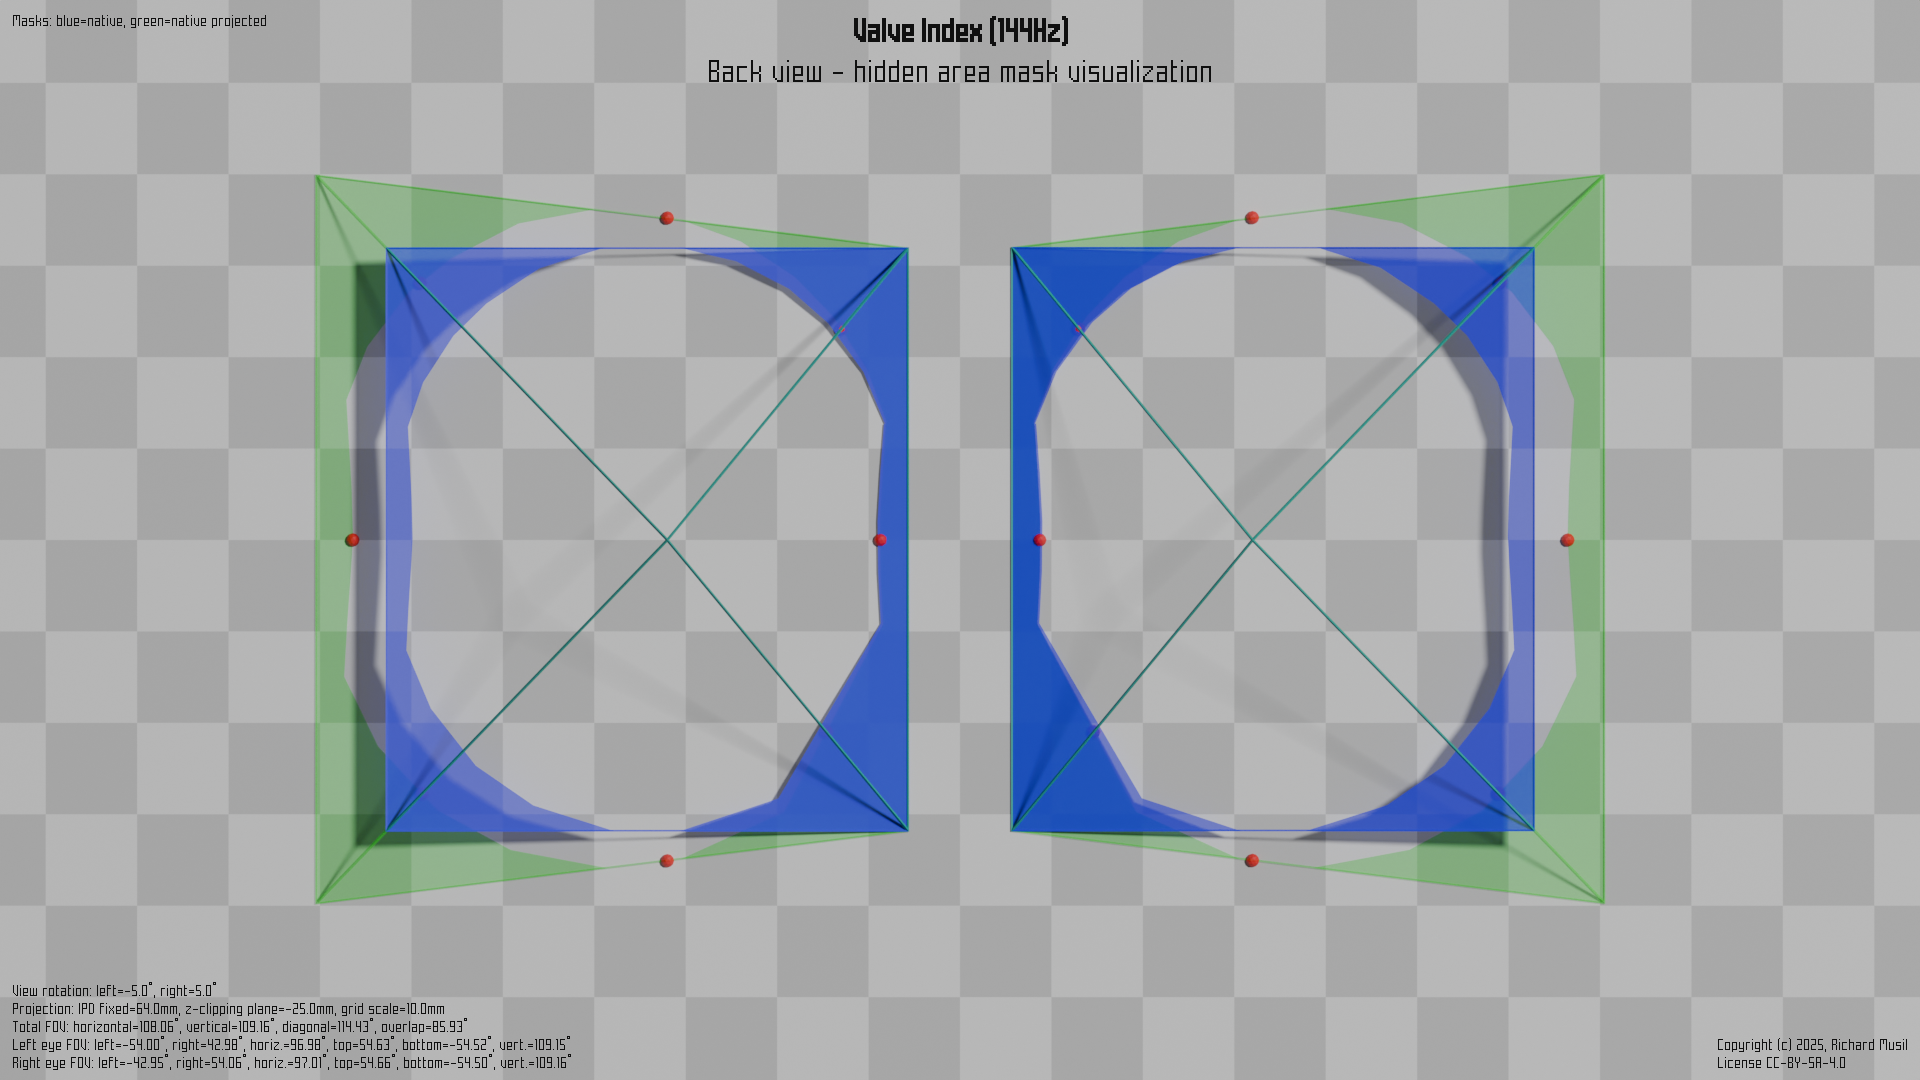 Masks: blue=native, green=native projected
Valve Index (144Hz)
Back view - hidden area mask visualization
View rotation: left=-5.0°, right=5.0°
Projection: IPD fixed=64.0mm, z-clipping plane=-25.0mm, grid scale=10.0mm
Total FOV: horizontal=108.06°, vertical=109.16°, diagonal=114.43°, overlap=85.93°
Left eye FOV: left=-54.00°, right=42.98°, horiz.=96.98°, top=54.63°, bottom=-54.52°, vert.=109.15°
Right eye FOV: left=-42.95°, right=54.06°, horiz.=97.01°, top=54.66°, bottom=-54.50°, vert.=109.16°
Copyright (c) 2025, Richard Musil
License CC-BY-SA-4.0